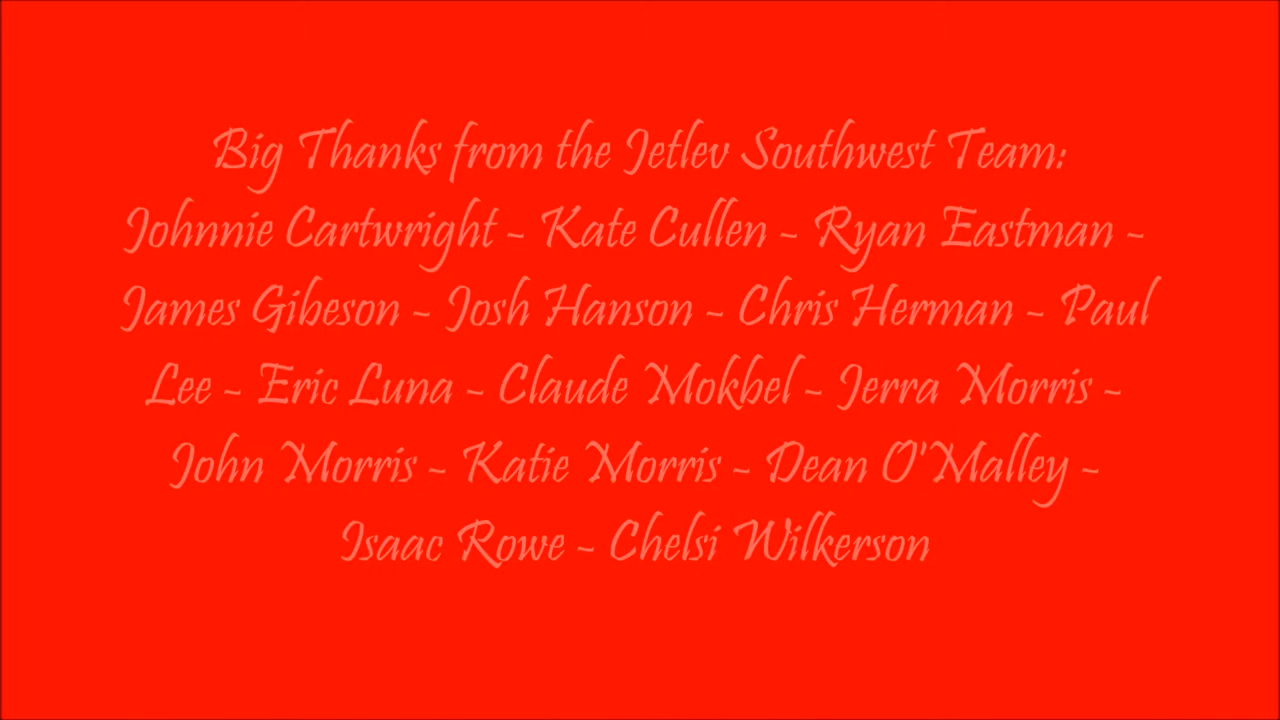 Big Thanks from the Jetlev Southwest Team:
Johnnie Cartwright - Kate Cullen - Ryan Eastman -
James Gibeson - Josh Hanson - Chris Herman - Paul
Lee - Eric Luna - Claude Mokbel - Jerra Morris -
John Morris - Katie Morris - Dean O'Malley -
Isaac Rowe - Chelsi Wilkerson